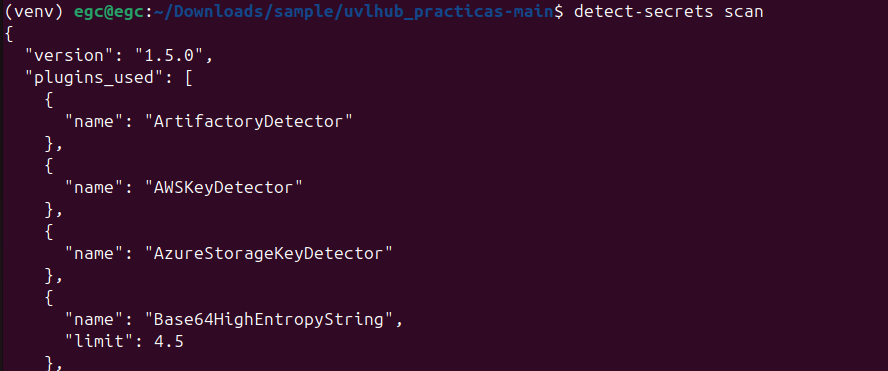 (venv) egc@egc:~/Downloads/sample/uvlhub_practicas-main$ detect-secrets scan
{
  "version": "1.5.0",
  "plugins_used": [
    {
      "name": "ArtifactoryDetector"
    },
    {
      "name": "AWSKeyDetector"
    },
    {
      "name": "AzureStorageKeyDetector"
    },
    {
      "name": "Base64HighEntropyString",
      "limit": 4.5
    },